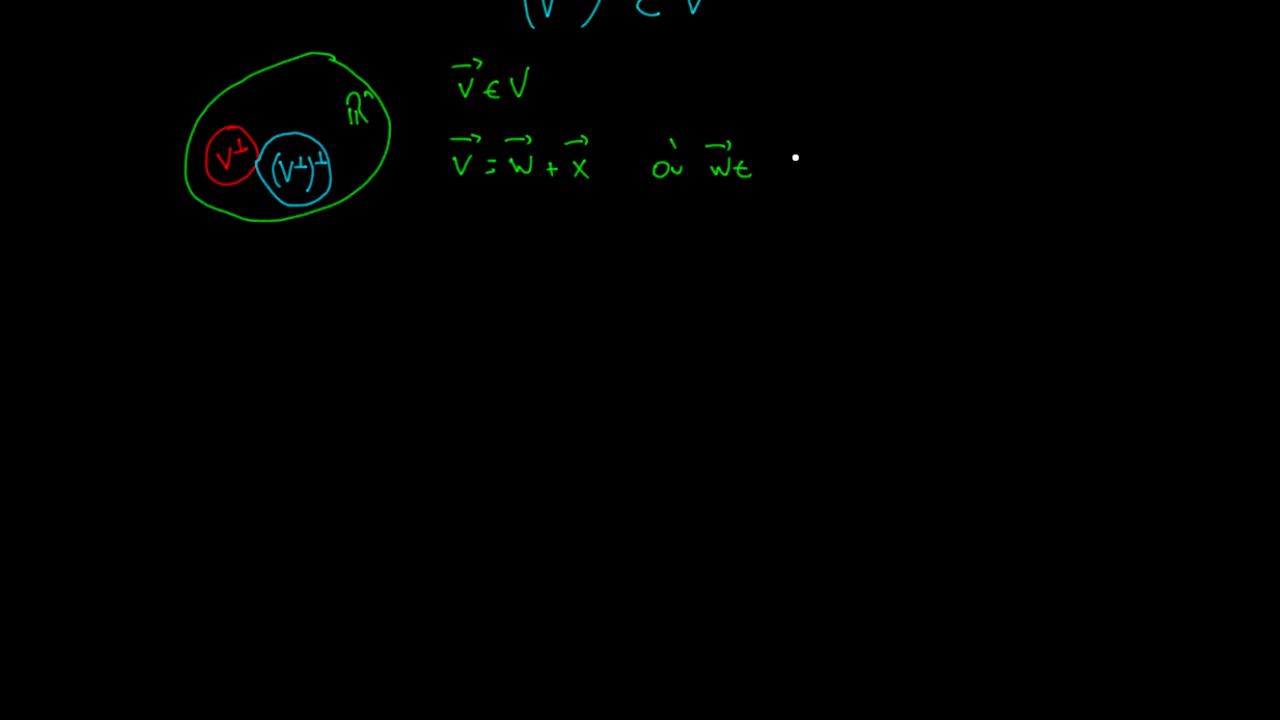 (V ) ⊂ V
ℝⁿ
v⃗ ∈ V
V⊥ (V⊥)⊥
v⃗ = w⃗ + x⃗ où w⃗ ∈